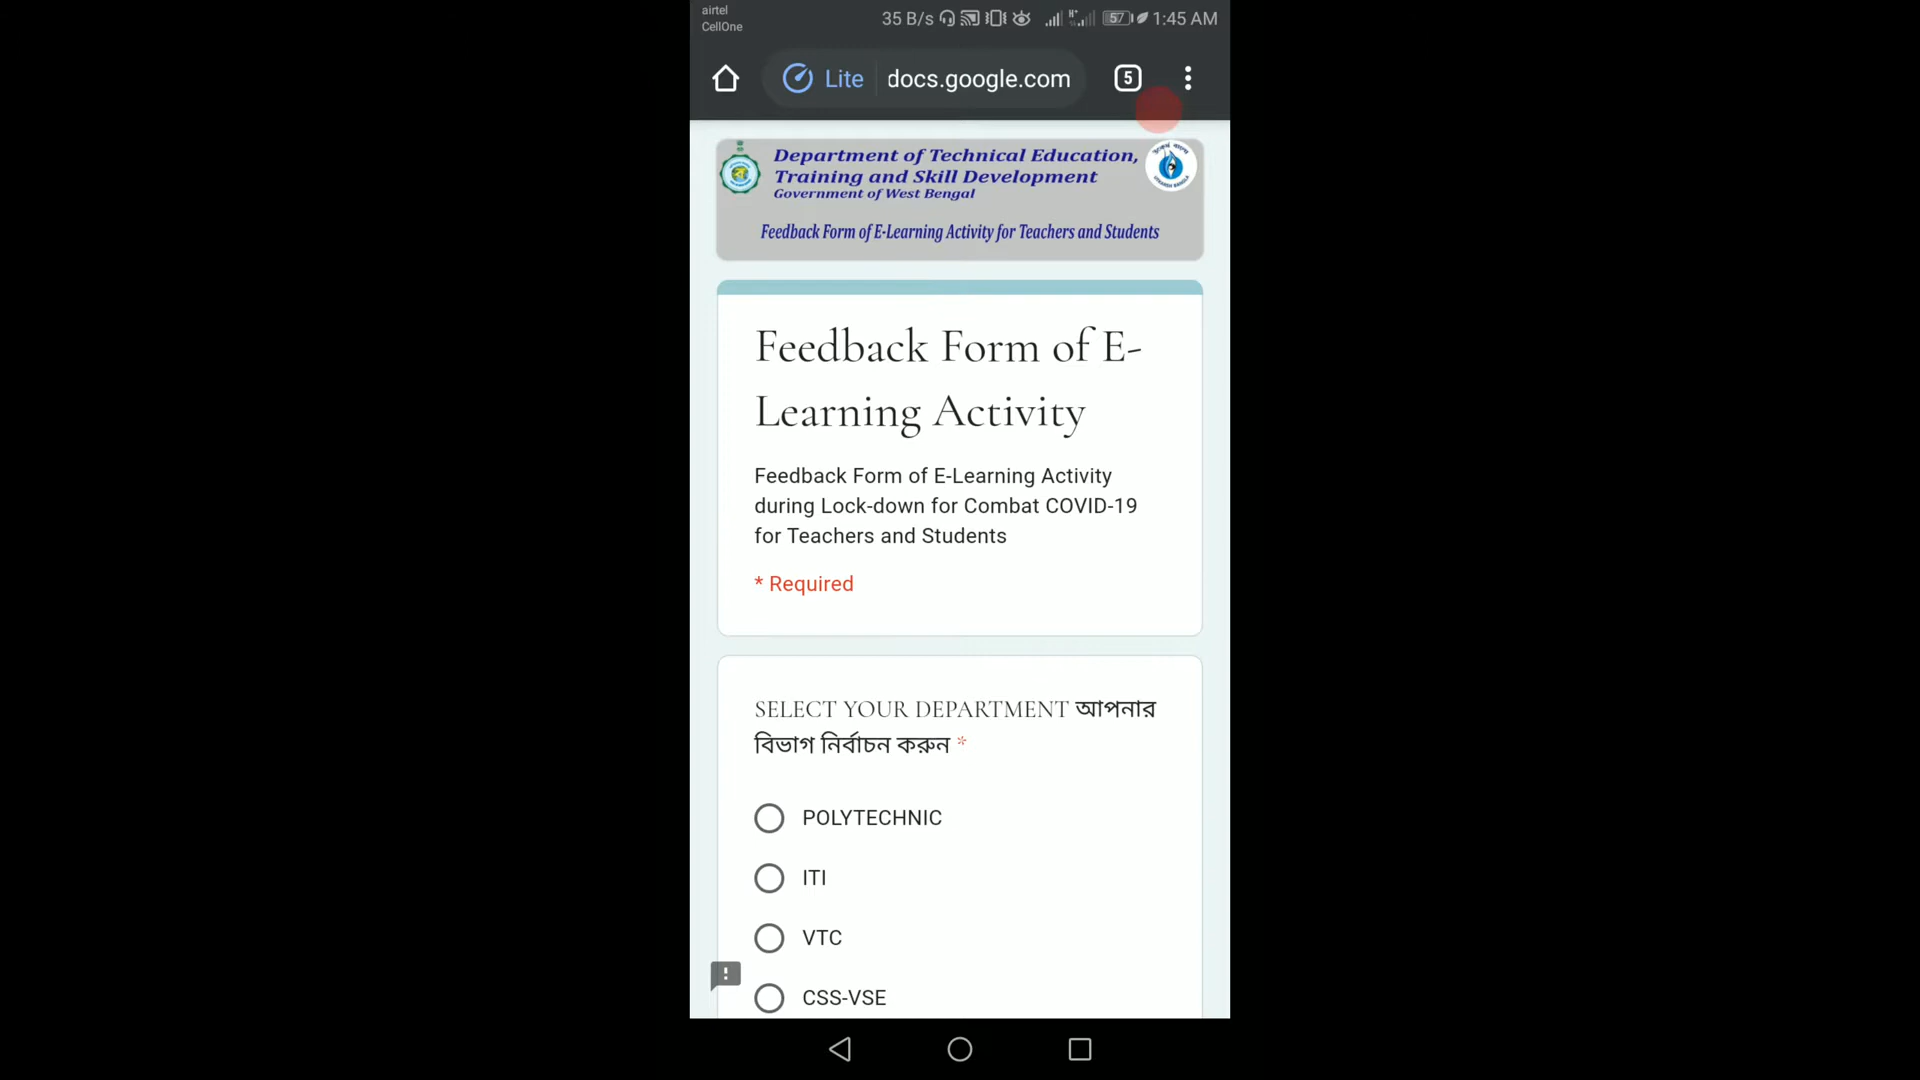 airtel
CellOne
35 B/s 57 1:45 AM
Lite docs.google.com 5
Department of Technical Education,
Training and Skill Development
Government of West Bengal
Feedback Form of E-Learning Activity for Teachers and Students
Feedback Form of E-
Learning Activity
Feedback Form of E-Learning Activity
during Lock-down for Combat COVID-19
for Teachers and Students
* Required
SELECT YOUR DEPARTMENT আপনার
বিভাগ নির্বাচন করুন *
POLYTECHNIC
ITI
VTC
CSS-VSE